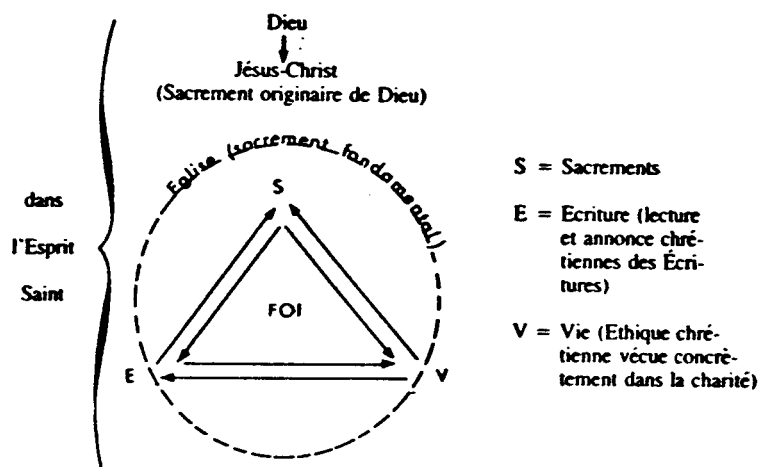 Dieu
Jésus-Christ
(Sacrement originaire de Dieu)
Eglise (sacrement fondamental)
dans
l'Esprit
Saint
S
FOI
E
V
S = Sacrements
E = Ecriture (lecture
et annonce chré-
tiennes des Écri-
tures)
V = Vie (Ethique chré-
tienne vécue concrè-
tement dans la charité)